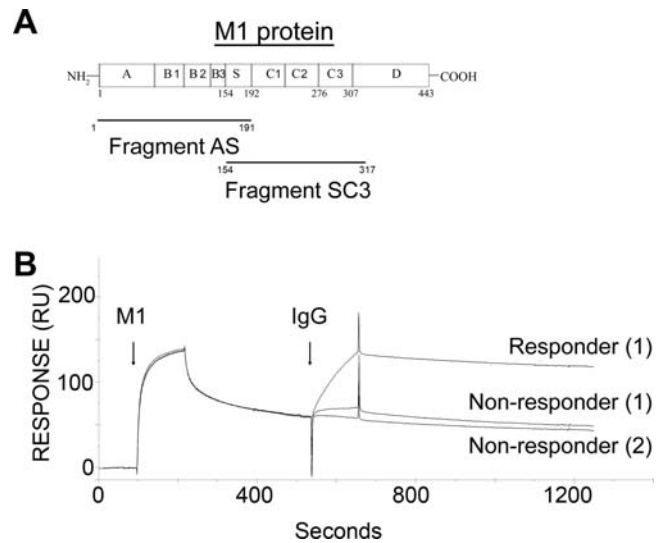 A
M1 protein
NH2 A B1 B2 B3 S C1 C2 C3 D COOH
1 154 192 276 307 443
1 191
Fragment AS
154 317
Fragment SC3
B
RESPONSE (RU)
200
100
0
M1
IgG
Responder (1)
Non-responder (1)
Non-responder (2)
0 400 800 1200
Seconds